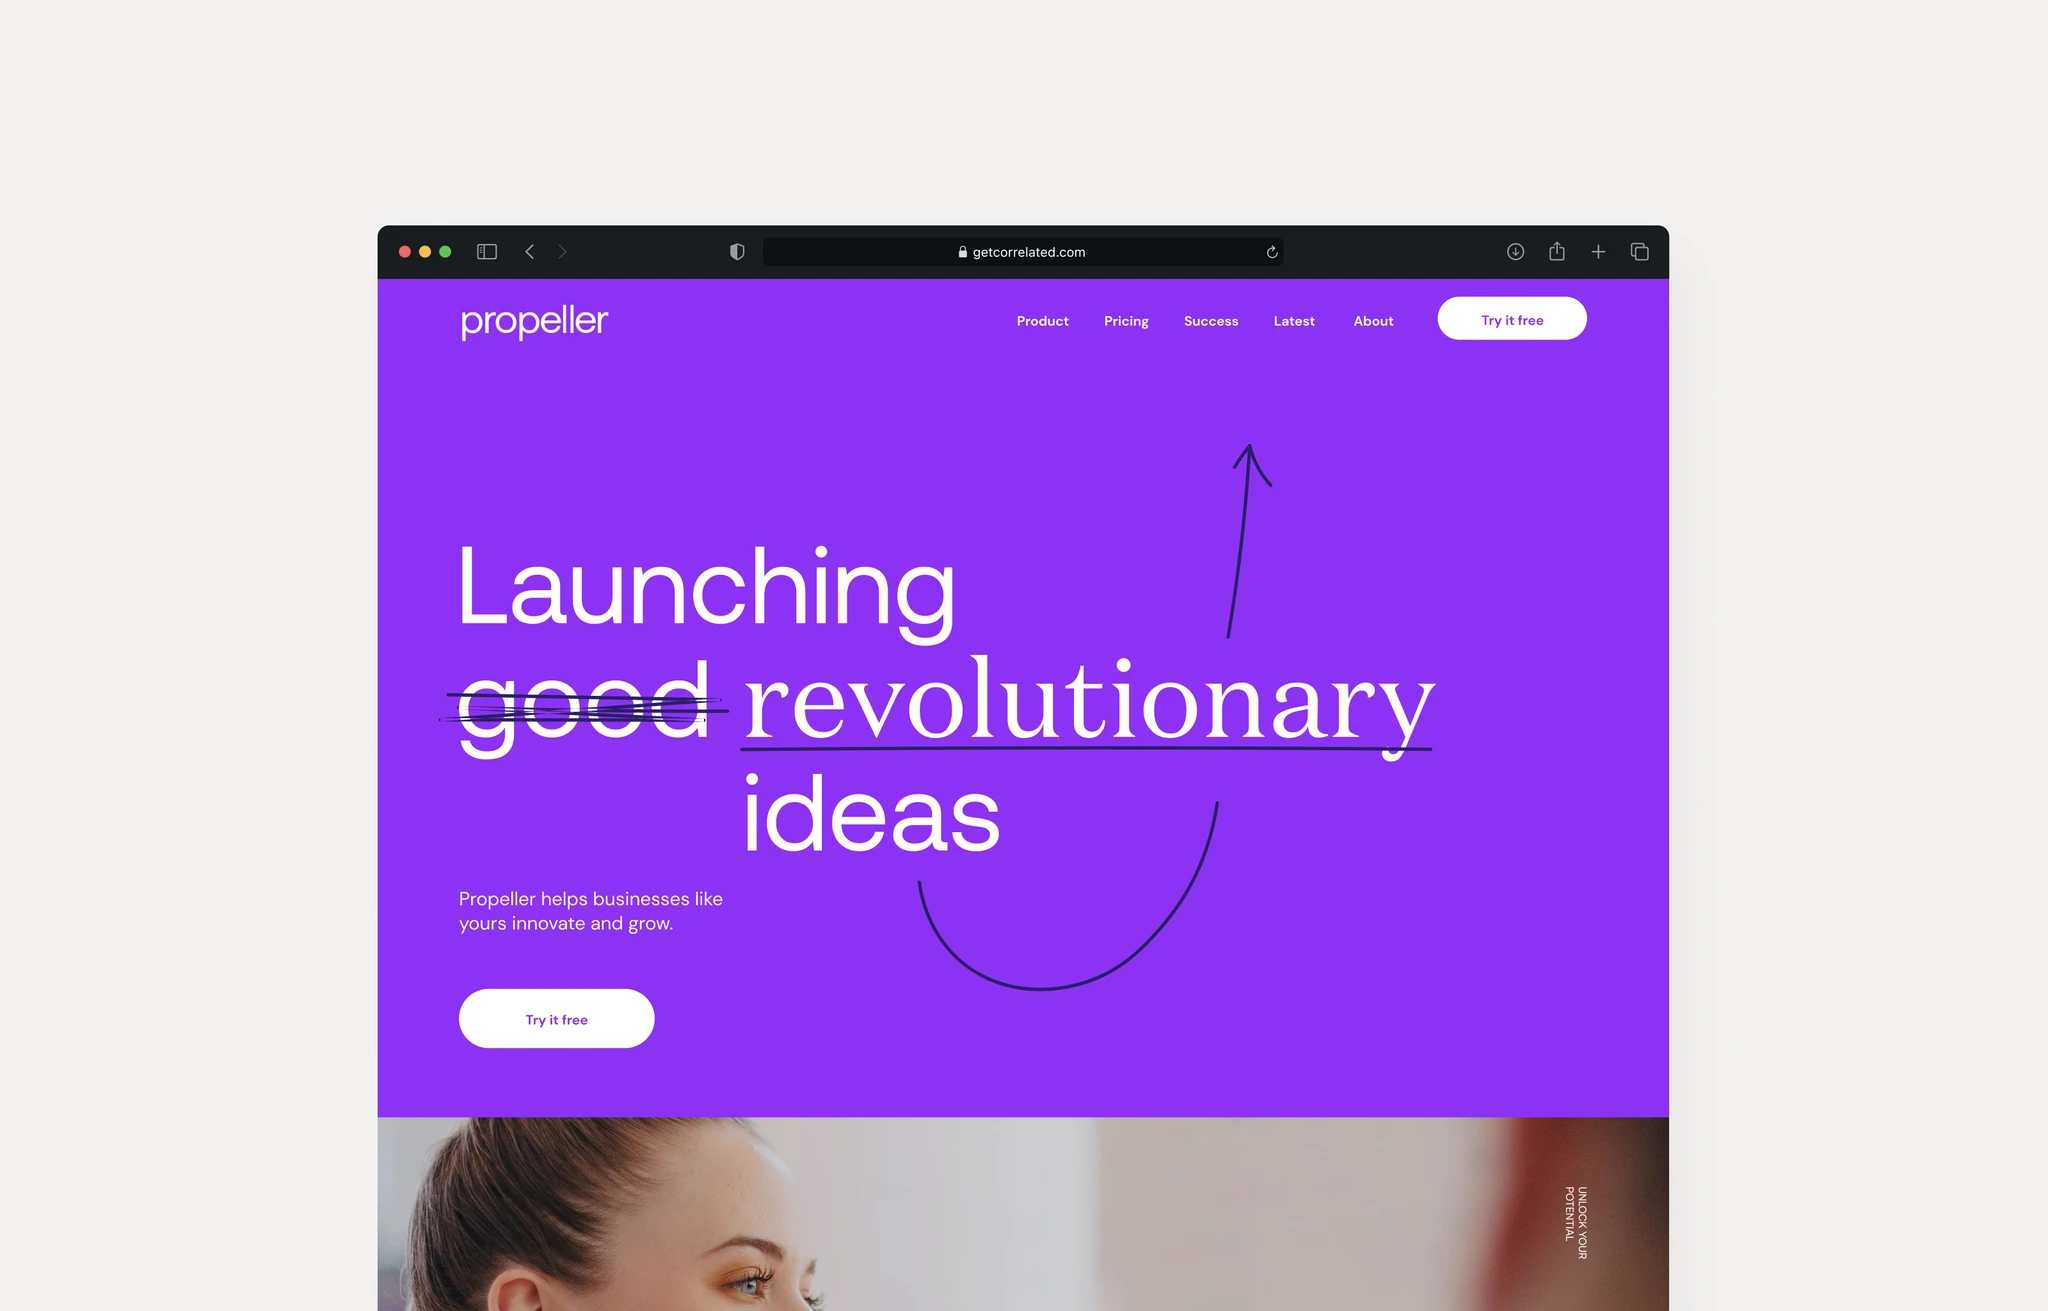 getcorrelated.com
propeller
Product Pricing Success Latest About Try it free
Launching
good revolutionary
ideas
Propeller helps businesses like
yours innovate and grow.
Try it free
UNLOCK YOUR
POTENTIAL